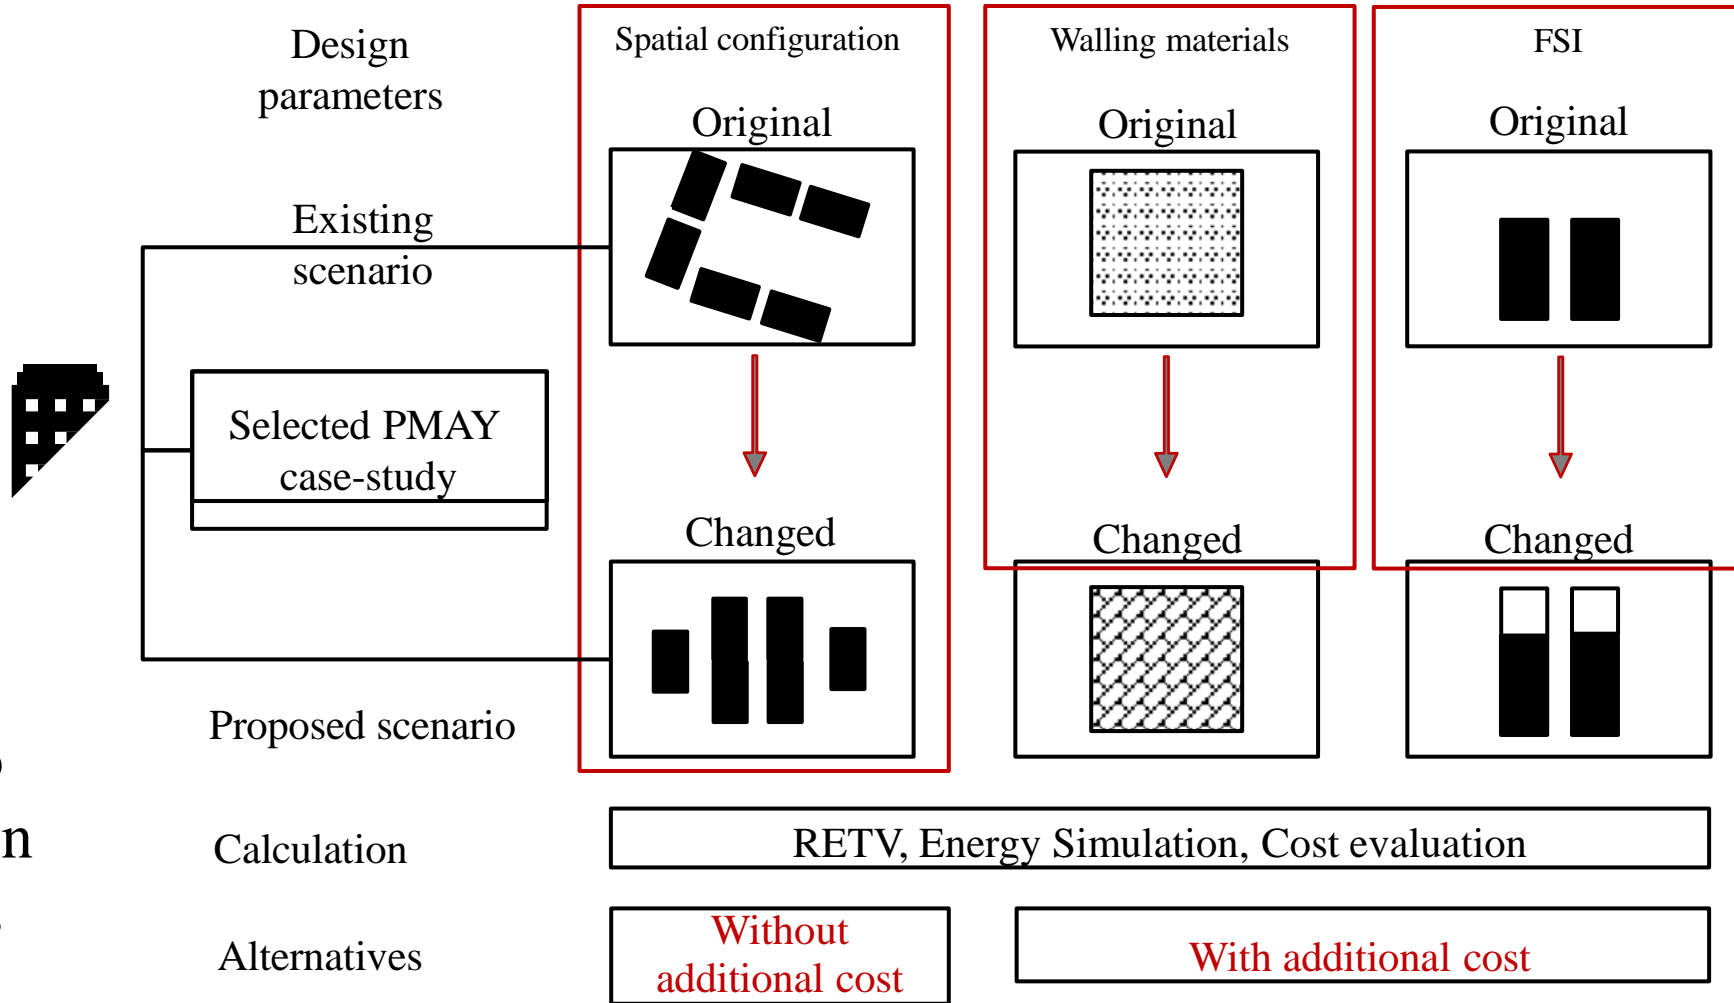 Design
parameters
Spatial configuration
Walling materials
FSI
Original
Original
Original
Existing
scenario
Selected PMAY
case-study
Changed
Changed
Changed
Proposed scenario
n
Calculation
RETV, Energy Simulation, Cost evaluation
Alternatives
Without
additional cost
With additional cost